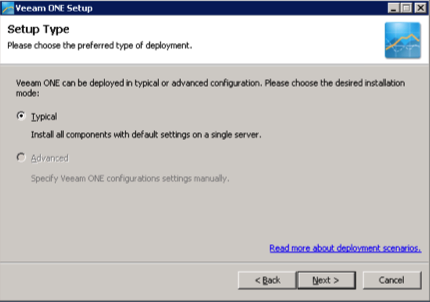 Veeam ONE Setup
Setup Type
Please choose the preferred type of deployment.
Veeam ONE can be deployed in typical or advanced configuration. Please choose the desired installation
mode:
Typical
Install all components with default settings on a single server.
Advanced
Specify Veeam ONE configurations settings manually.
Read more about deployment scenarios.
< Back Next > Cancel